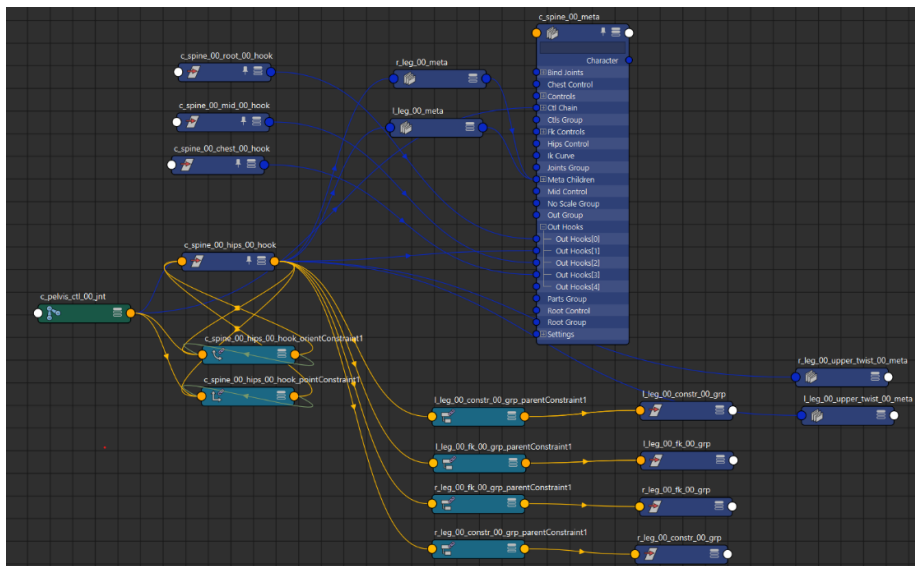 c_spine_00_meta
c_spine_00_root_00_hook
r_leg_00_meta
Character
Bind Joints
Chest Control
Controls
c_spine_00_mid_00_hook
l_leg_00_meta
Ctl Chain
Ctls Group
Fk Controls
Hips Control
c_spine_00_chest_00_hook
Ik Curve
Joints Group
Meta Children
Mid Control
No Scale Group
Out Group
Out Hooks
Out Hooks[0]
c_spine_00_hips_00_hook
Out Hooks[1]
Out Hooks[2]
Out Hooks[3]
Out Hooks[4]
c_pelvis_ctl_00_jnt
Parts Group
Root Control
Root Group
Settings
c_spine_00_hips_00_hook_orientConstraint1
r_leg_00_upper_twist_00_meta
c_spine_00_hips_00_hook_pointConstraint1
l_leg_00_constr_00_grp_parentConstraint1
l_leg_00_constr_00_grp
l_leg_00_upper_twist_00_meta
l_leg_00_fk_00_grp_parentConstraint1
l_leg_00_fk_00_grp
r_leg_00_fk_00_grp_parentConstraint1
r_leg_00_fk_00_grp
r_leg_00_constr_00_grp_parentConstraint1
r_leg_00_constr_00_grp